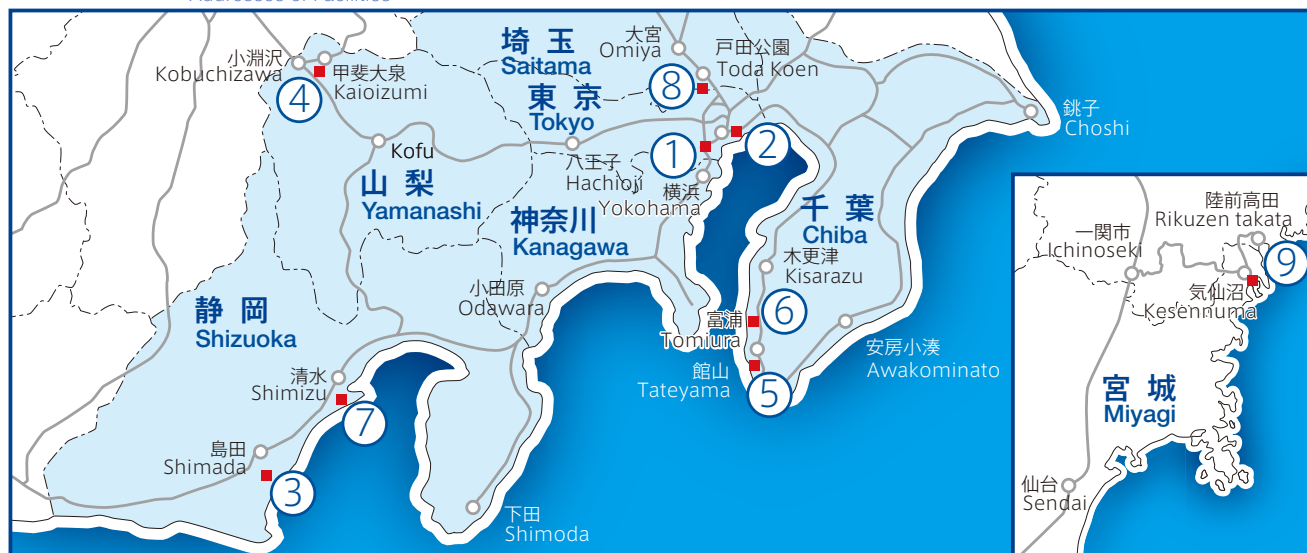 Addresses of Facilities
小淵沢
Kobuchizawa
甲斐大泉
Kaioizumi
④
埼玉
Saitama
大宮
Omiya
戸田公園
Toda Koen
⑧
東京
Tokyo
八王子
Hachioji
①
②
銚子
Choshi
Kofu
山梨
Yamanashi
神奈川
Kanagawa
横浜
Yokohama
千葉
Chiba
木更津
Kisarazu
小田原
Odawara
富浦
Tomiura
⑥
館山
Tateyama
⑤
安房小湊
Awakominato
静岡
Shizuoka
清水
Shimizu
⑦
島田
Shimada
③
下田
Shimoda
陸前高田
Rikuzen takata
一関市
Ichinoseki
⑨
気仙沼
Kesennuma
宮城
Miyagi
仙台
Sendai